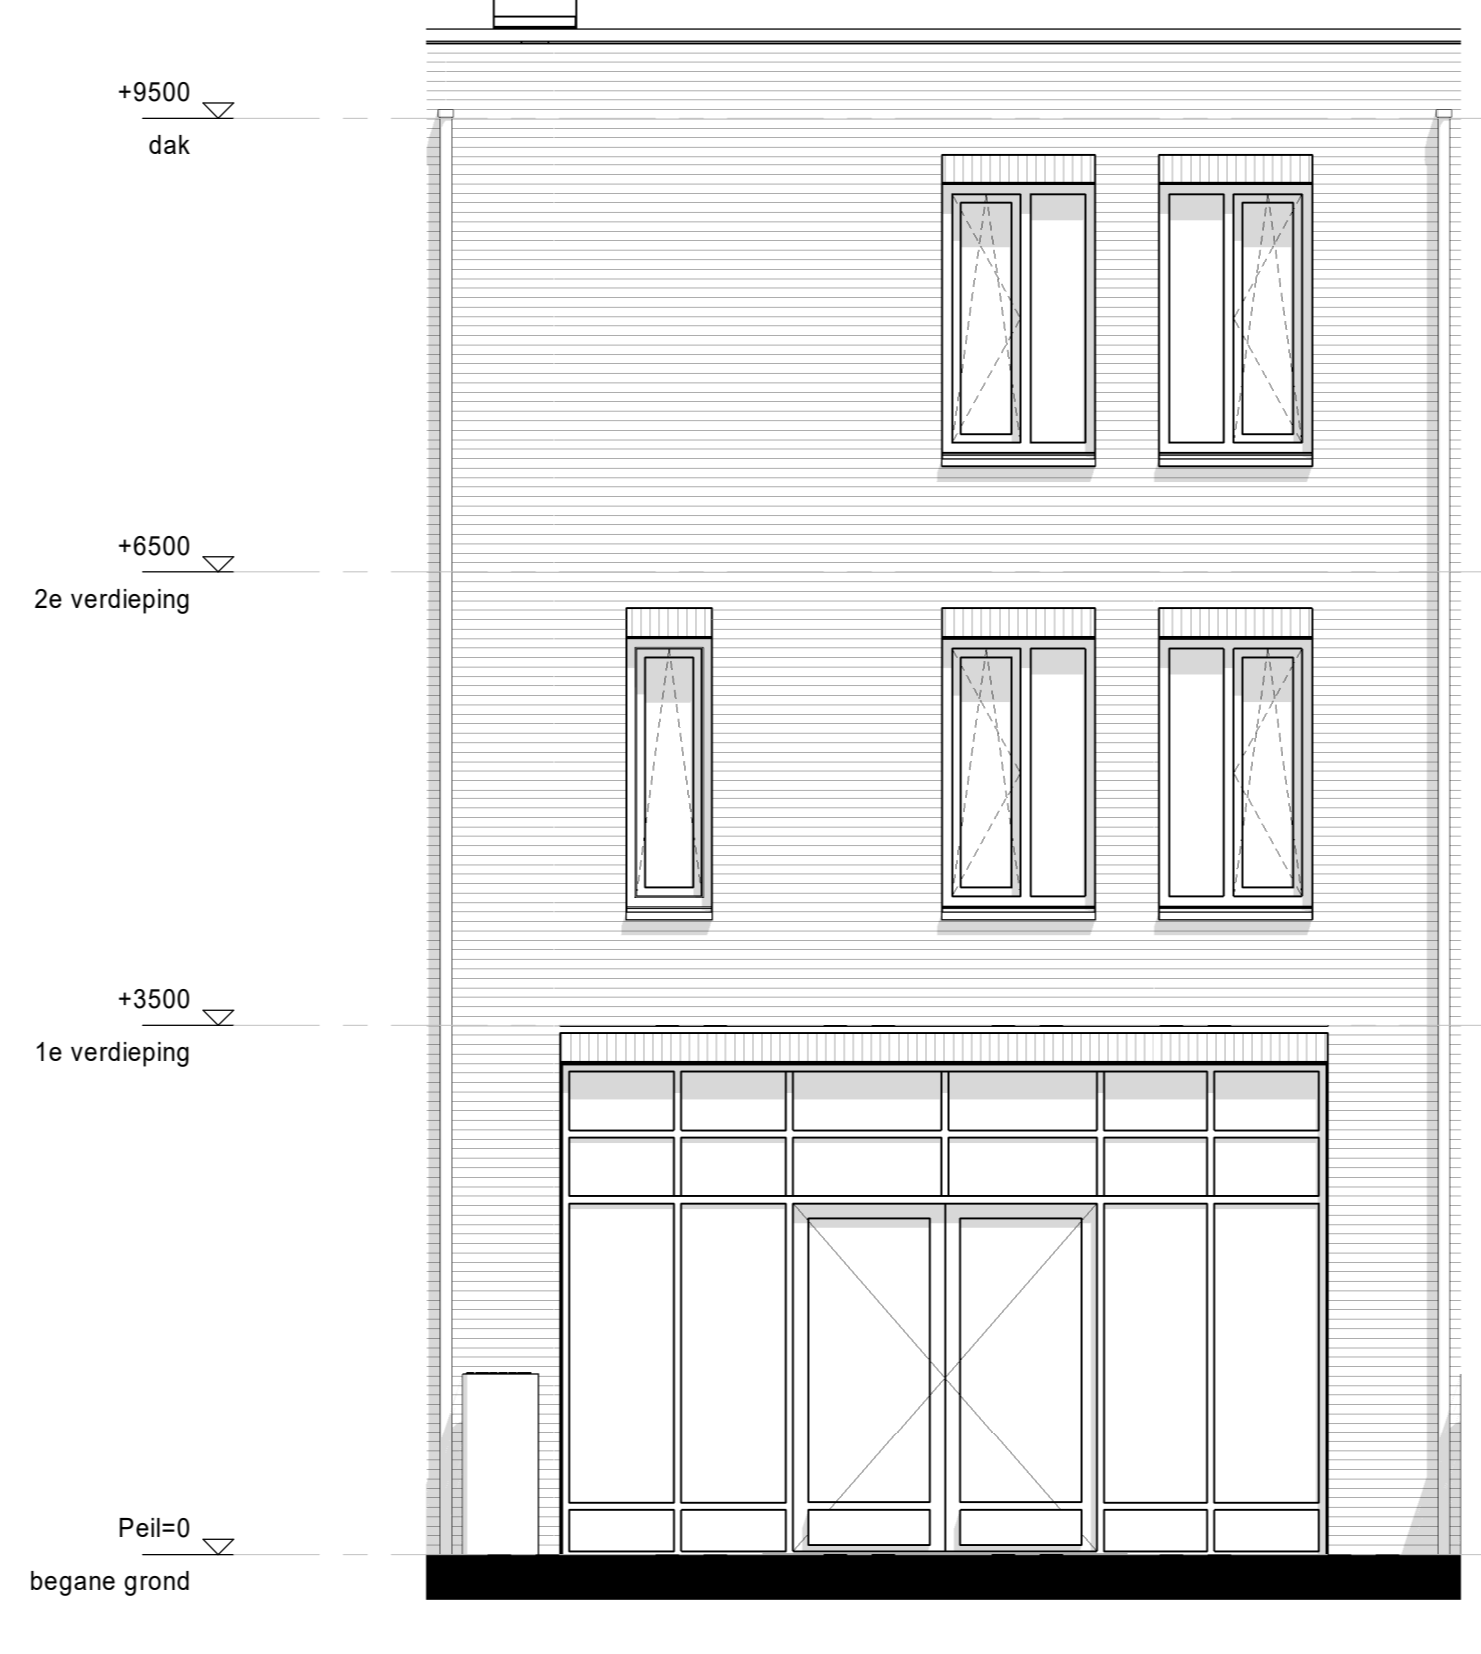 +9500
dak
+6500
2e verdieping
+3500
1e verdieping
Peil=0
begane grond